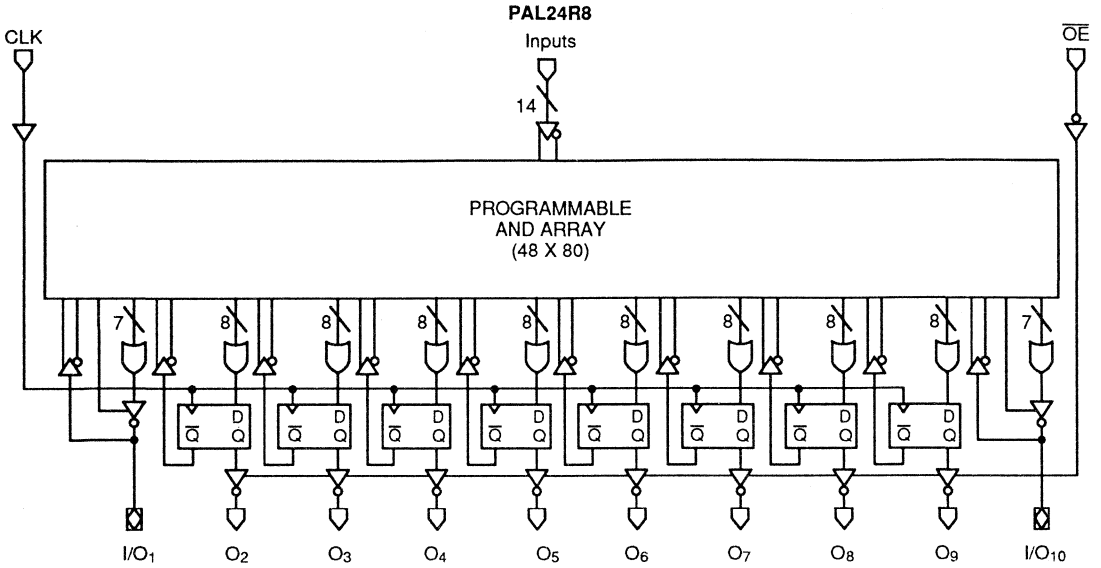 PAL24R8
CLK
Inputs
OE
14
PROGRAMMABLE
AND ARRAY
(48 X 80)
7 8 8 8 8 8 8 8 8 7
D D D D D D D D
Q Q Q Q Q Q Q Q Q Q Q Q Q Q Q Q
I/O1 O2 O3 O4 O5 O6 O7 O8 O9 I/O10